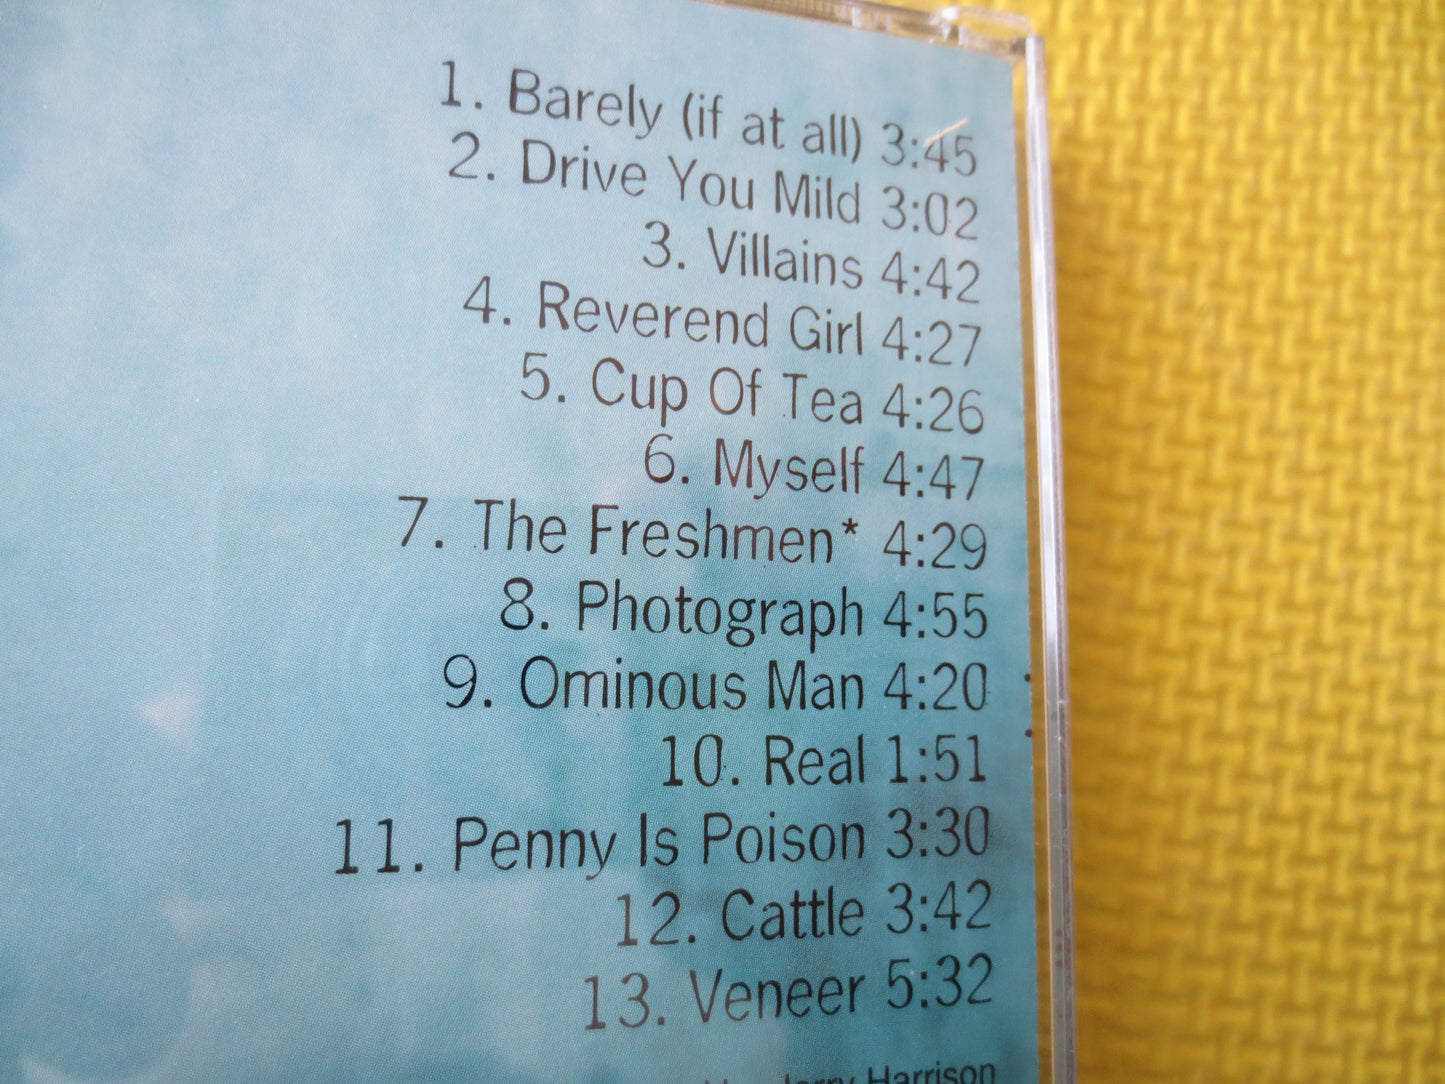 1. Barely (if at all) 3:45
2. Drive You Mild 3:02
3. Villains 4:42
4. Reverend Girl 4:27
5. Cup Of Tea 4:26
6. Myself 4:47
7. The Freshmen* 4:29
8. Photograph 4:55
9. Ominous Man 4:20
10. Real 1:51
11. Penny Is Poison 3:30
12. Cattle 3:42
13. Veneer 5:32
Jerry Harrison